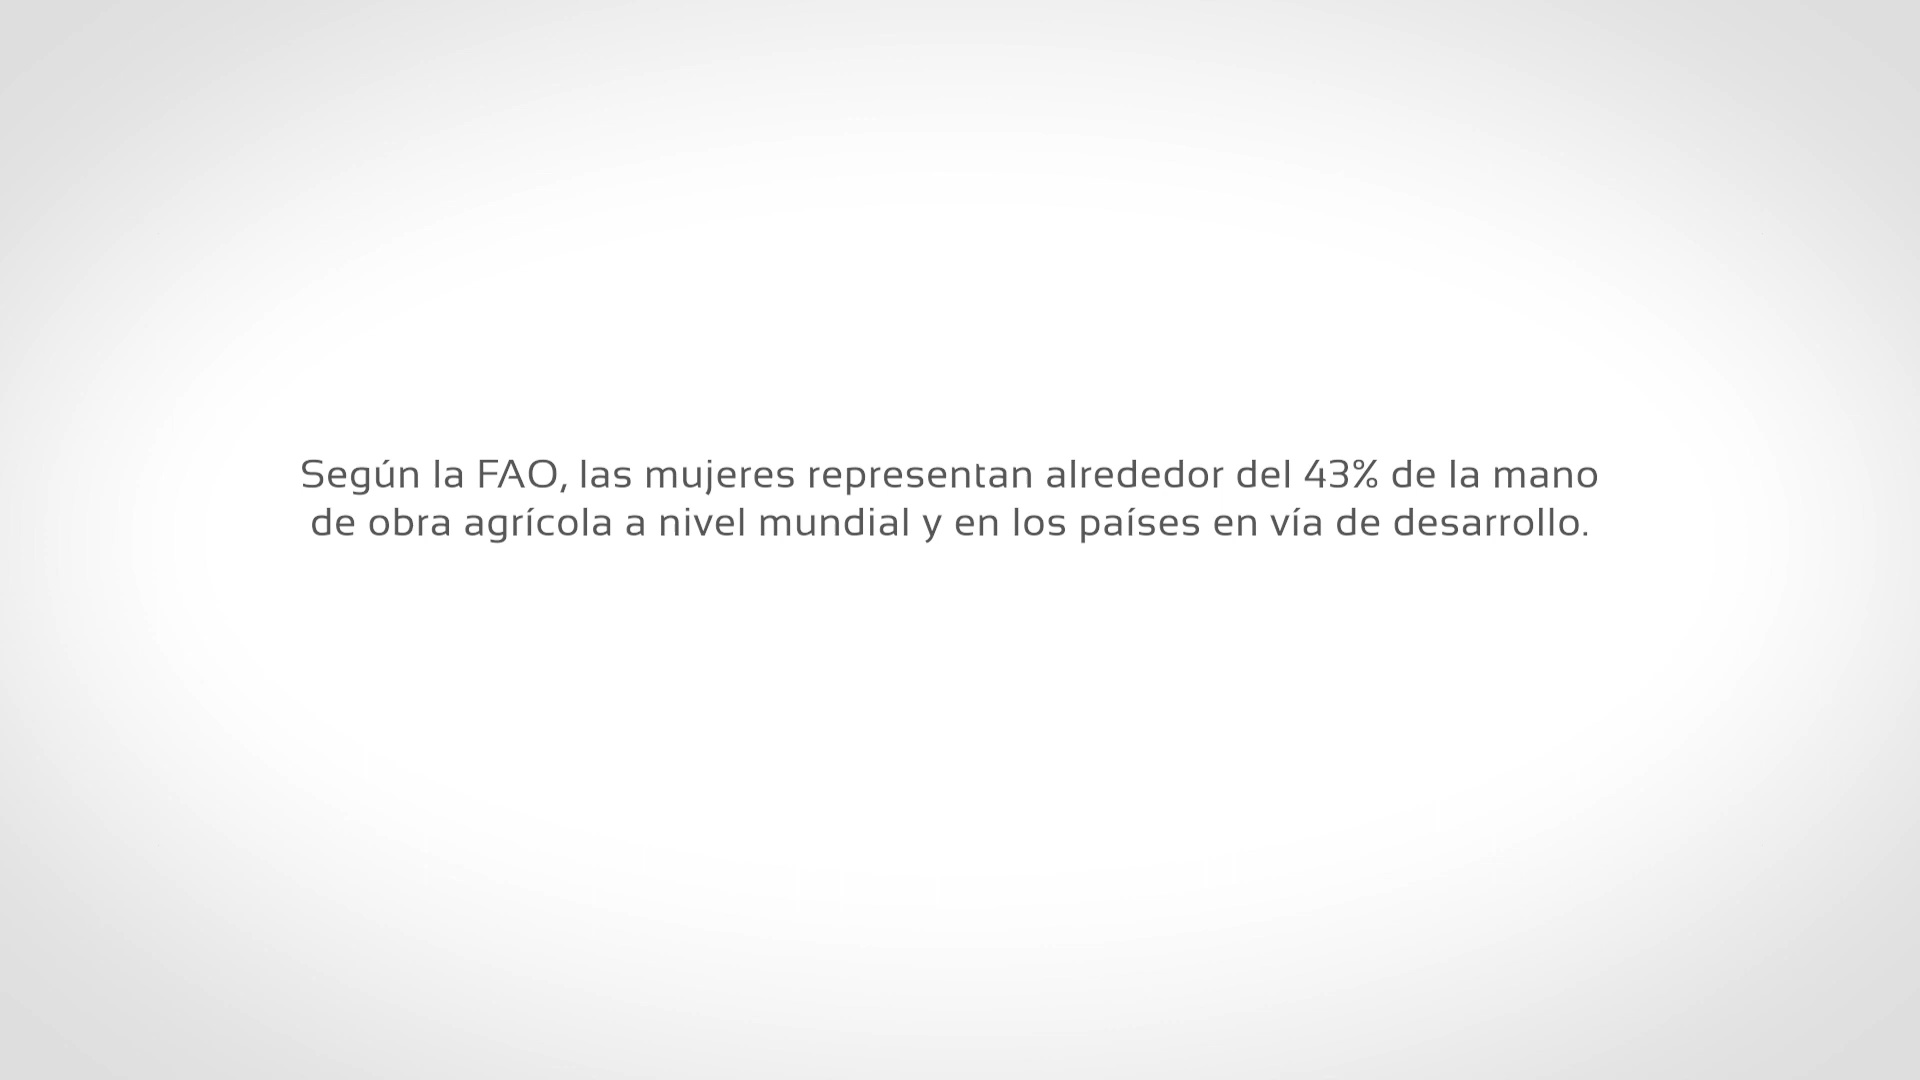 Según la FAO, las mujeres representan alrededor del 43% de la mano
de obra agrícola a nivel mundial y en los países en vía de desarrollo.